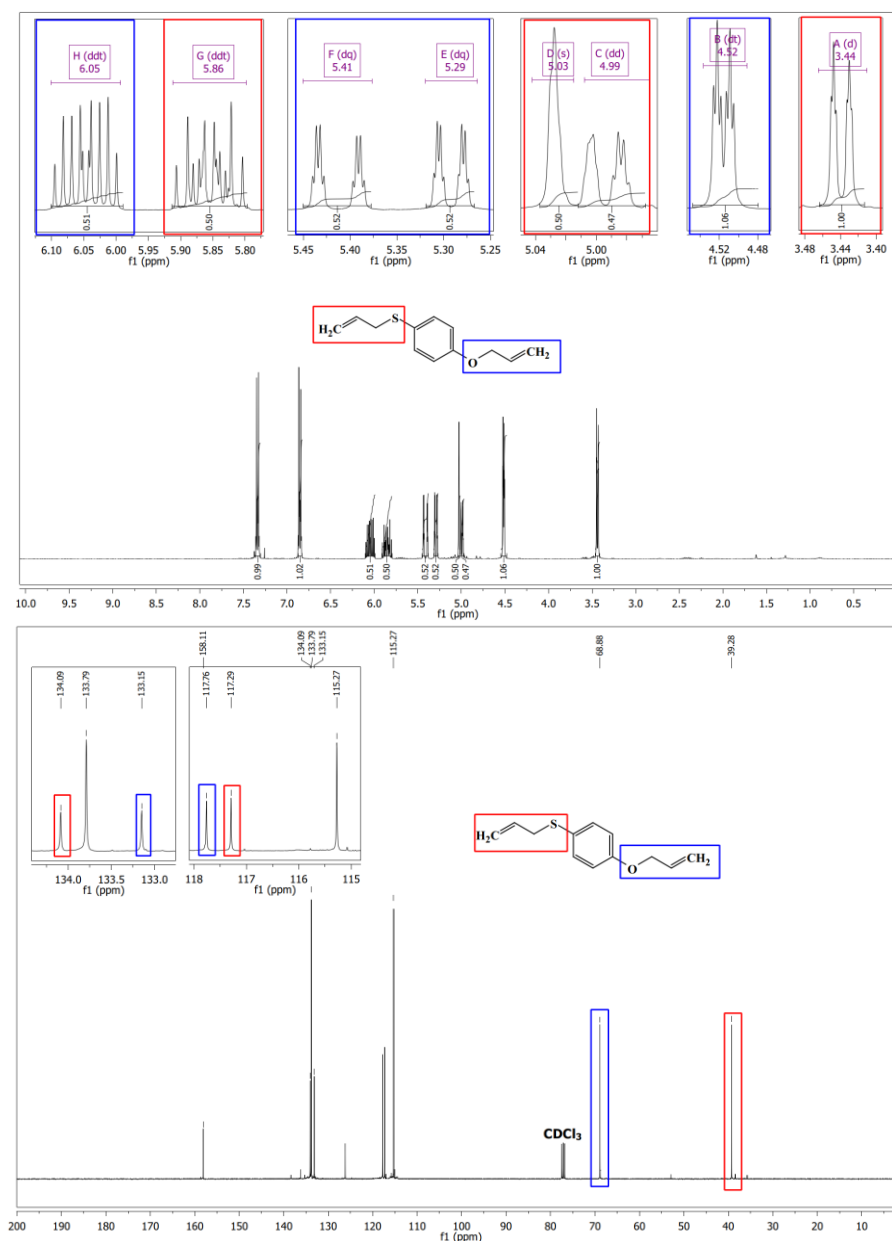 H (ddt) G (ddt) F (dq) E (dq) D (s) C (dd) B (dt) A (d)
6.05 5.86 5.41 5.29 5.03 4.99 4.52 3.44
0.51 0.50 0.52 0.52 0.50 0.47 1.06 1.00
6.10 6.05 6.00 5.95 5.90 5.85 5.80 5.45 5.40 5.35 5.30 5.25 5.04 5.00 4.52 4.48 3.48 3.44 3.40
f1 (ppm) f1 (ppm) f1 (ppm) f1 (ppm) f1 (ppm)
H₂C S
O CH₂
0.99 1.02 0.51 0.50 0.52 0.52 0.50 0.47 1.06 1.00
10.0 9.5 9.0 8.5 8.0 7.5 7.0 6.5 6.0 5.5 5.0 4.5 4.0 3.5 3.0 2.5 2.0 1.5 1.0 0.5
f1 (ppm)
158.11 134.09 133.79 133.15 115.27 68.88 39.28
134.09 133.79 133.15 117.76 117.29 115.27
134.0 133.5 133.0 118 117 116 115
f1 (ppm) f1 (ppm)
H₂C S
O CH₂
CDCl₃
200 190 180 170 160 150 140 130 120 110 100 90 80 70 60 50 40 30 20 10
f1 (ppm)